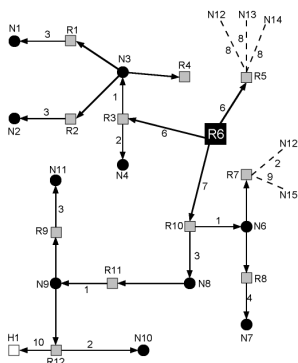 N12 N13 N14
8 8 8
N1 3 R1
N3 R4 R5
N2 3 R2
1
R3 6 6 R6
2
N4
7
N12
R7 2
9 N15
N11
3
R9
R10 1 N6
3
R8
N9 1 R11 N8
4
N7
H1 10 R12 2 N10